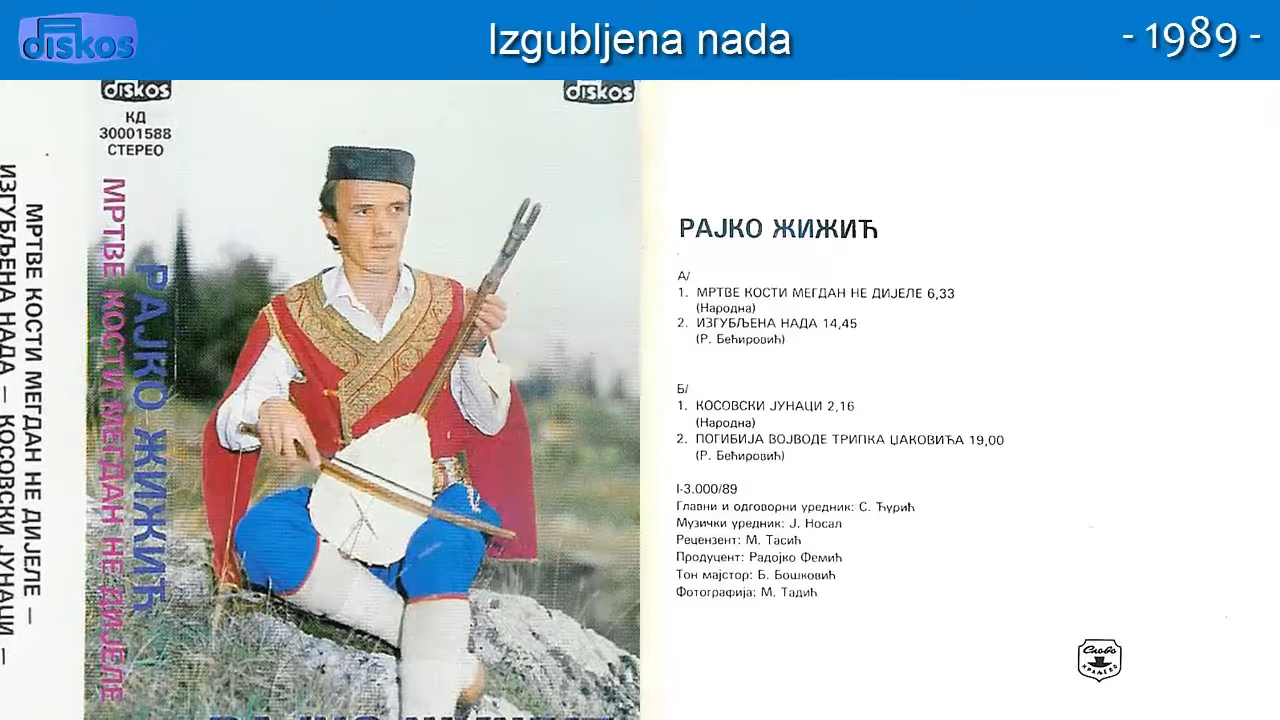 diskos
Izgubljena nada
- 1989 -
МРТВЕ КОСТИ МЕГДАН НЕ ДИЈЕЛЕ –
ИЗГУБЉЕНА НАДА – КОСОВСКИ ЈУНАЦИ –
diskos
diskos
КД
30001588
СТЕРЕО
РАЈКО ЖИЖИЋ
МРТВЕ КОСТИ МЕГДАН НЕ ДИЈЕЛЕ
РАЈКО ЖИЖИЋ
РАЈКО ЖИЖИЋ
А/
1. МРТВЕ КОСТИ МЕГДАН НЕ ДИЈЕЛЕ 6,33
(Народна)
2. ИЗГУБЉЕНА НАДА 14,45
(Р. Бећировић)
Б/
1. КОСОВСКИ ЈУНАЦИ 2,16
(Народна)
2. ПОГИБИЈА ВОЈВОДЕ ТРИПКА ЏАКОВИЋА 19,00
(Р. Бећировић)
I-3.000/89
Главни и одговорни уредник: С. Ђурић
Музички уредник: Ј. Носал
Рецензент: М. Тасић
Продуцент: Радојко Фемић
Тон мајстор: Б. Бошковић
Фотографија: М. Тадић
Слово
КРАЉЕВО